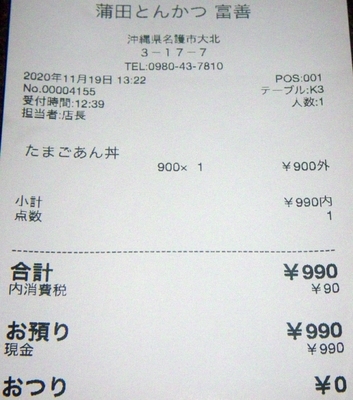 蒲田とんかつ 富善
沖縄県名護市大北
3-17-7
TEL:0980-43-7810
2020年11月19日 13:22 POS:001
No.00004155 テーブル:K3
受付時間:12:39 人数:1
担当者:店長
たまごあん丼
900× 1 ¥900外
小計 ¥990内
点数 1
合計 ¥990
内消費税 ¥90
お預り ¥990
現金 ¥990
おつり ¥0